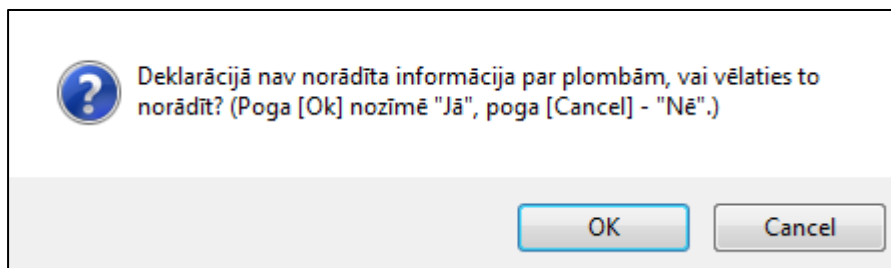 Deklarācijā nav norādīta informācija par plombām, vai vēlaties to
norādīt? (Poga [Ok] nozīmē "Jā", poga [Cancel] - "Nē".)
OK
Cancel